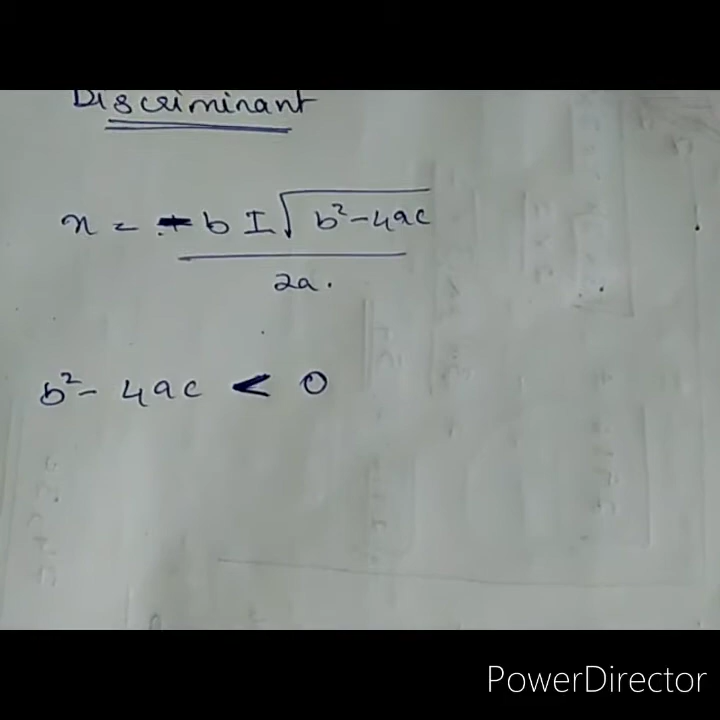 Discriminant
x = -b ± √b²-4ac
2a.
b²- 4ac < 0
PowerDirector